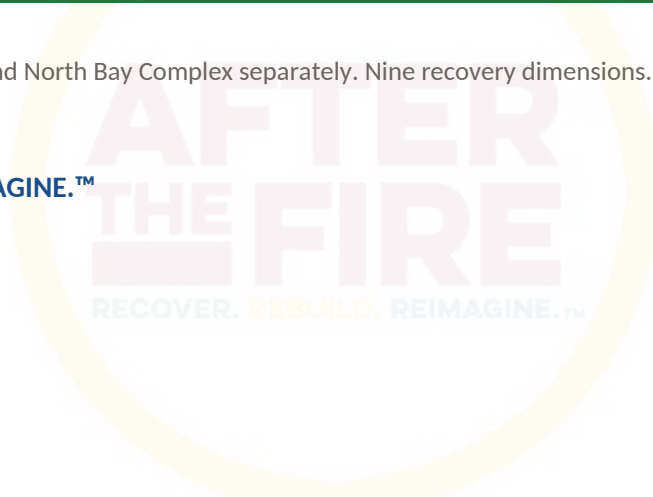 nd North Bay Complex separately. Nine recovery dimensions.
AFTER
AGINE.™
THE FIRE
RECOVER. REBUILD. REIMAGINE.™